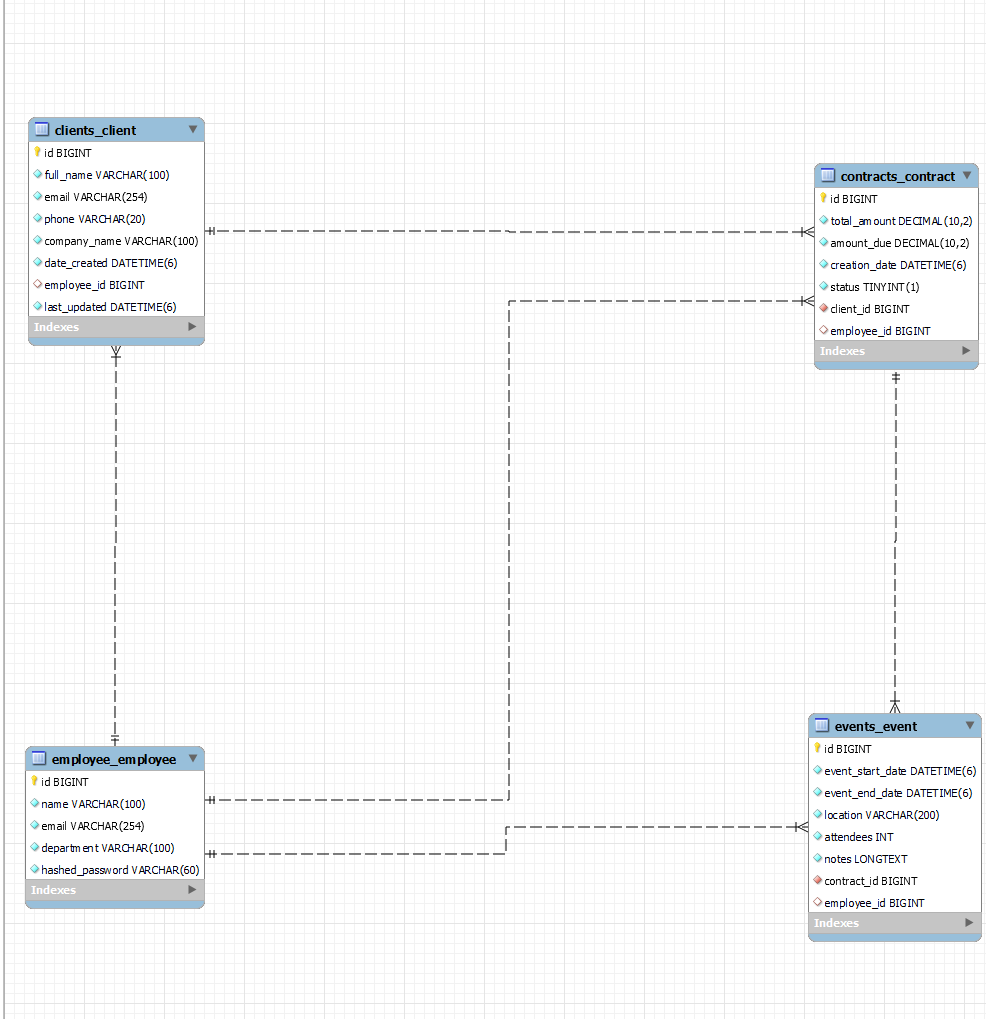 clients_client
id BIGINT
full_name VARCHAR(100)
email VARCHAR(254)
phone VARCHAR(20)
company_name VARCHAR(100)
date_created DATETIME(6)
employee_id BIGINT
last_updated DATETIME(6)
Indexes
contracts_contract
id BIGINT
total_amount DECIMAL(10,2)
amount_due DECIMAL(10,2)
creation_date DATETIME(6)
status TINYINT(1)
client_id BIGINT
employee_id BIGINT
Indexes
employee_employee
id BIGINT
name VARCHAR(100)
email VARCHAR(254)
department VARCHAR(100)
hashed_password VARCHAR(60)
Indexes
events_event
id BIGINT
event_start_date DATETIME(6)
event_end_date DATETIME(6)
location VARCHAR(200)
attendees INT
notes LONGTEXT
contract_id BIGINT
employee_id BIGINT
Indexes